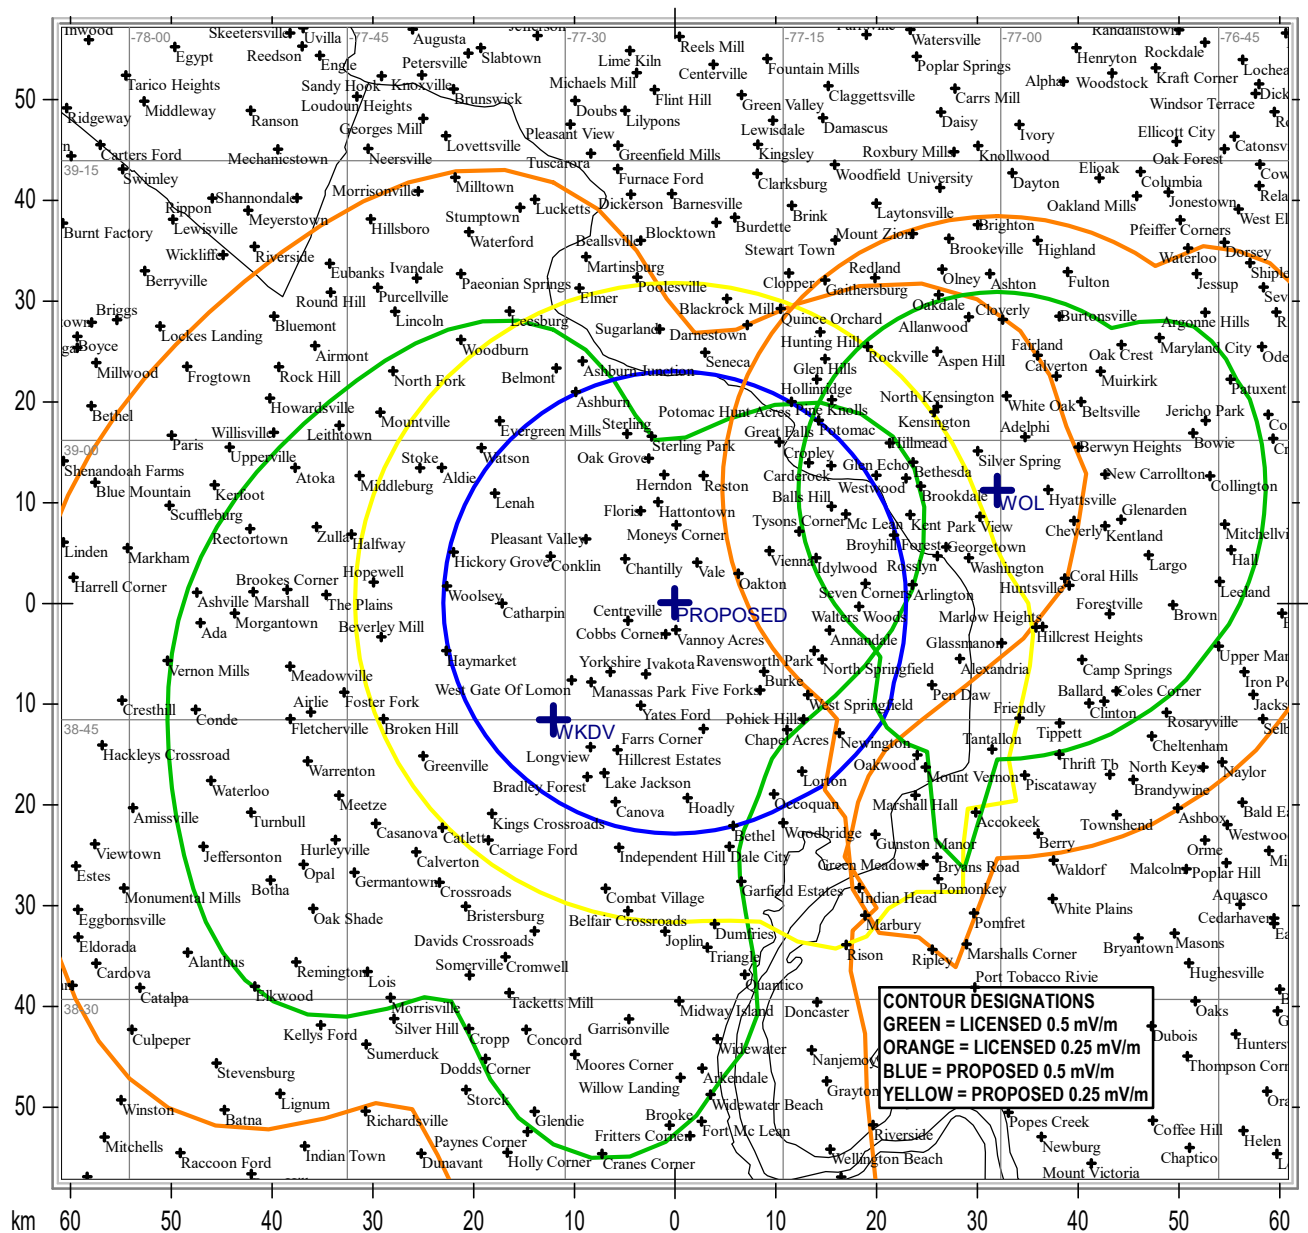 Inwood
Skeetersville
Uvilla
Augusta
Reels Mill
Watersville
Randallstown
-78-00
-77-45
-77-30
-77-15
-77-00
-76-45
Egypt
Reedson
Engle
Petersville
Slabtown
Lime Kiln
Centerville
Fountain Mills
Poplar Springs
Henryton
Rockdale
Tarico Heights
Sandy Hook
Knoxville
Brunswick
Michaels Mill
Flint Hill
Claggettsville
Carrs Mill
Alpha
Woodstock
Kraft Corner
50
Ridgeway
Middleway
Ranson
Loudoun Heights
Georges Mill
Doubs
Lilypons
Green Valley
Damascus
Daisy
Ivory
Windsor Terrace
Carters Ford
Mechanicstown
Neersville
Lovettsville
Pleasant View
Lewisdale
Kingsley
Roxbury Mills
Knollwood
Ellicott City
39-15
Swimley
Tuscarora
Greenfield Mills
Furnace Ford
Clarksburg
Woodfield
University
Dayton
Elioak
Oak Forest
Columbia
40
Rippon
Shannondale
Meyerstown
Morrisonville
Milltown
Stumptown
Lucketts
Dickerson
Barnesville
Brink
Laytonsville
Oakland Mills
Jonestown
Burnt Factory
Lewisville
Wickliffe
Riverside
Hillsboro
Waterford
Beallsville
Blocktown
Burdette
Stewart Town
Mount Zion
Brighton
Brookeville
Highland
Pfeiffer Corners
Waterloo
Dorsey
Berryville
Eubanks
Ivandale
Round Hill
Purcellville
Paeonian Springs
Martinsburg
Elmer
Poolesville
Clopper
Redland
Gaithersburg
Olney
Ashton
Fulton
Jessup
30
Briggs
Boyce
Lockes Landing
Bluemont
Lincoln
Leesburg
Sugarland
Blackrock Mill
Darnestown
Quince Orchard
Oakdale
Allanwood
Cloverly
Burtonsville
Argonne Hills
Millwood
Frogtown
Airmont
Rock Hill
North Fork
Woodburn
Belmont
Ashburn Junction
Seneca
Hunting Hill
Glen Hills
Rockville
Aspen Hill
Fairland
Calverton
Oak Crest
Muirkirk
Maryland City
20
Bethel
Howardsville
Mountville
Ashburn
Hollinridge
Potomac Hunt Acres
Pine Knolls
North Kensington
Kensington
White Oak
Beltsville
Jericho Park
39-00
Paris
Willisville
Upperville
Leithtown
Evergreen Mills
Sterling
Sterling Park
Great Falls
Potomac
Hillmead
Adelphi
Berwyn Heights
Bowie
Shenandoah Farms
Blue Mountain
Atoka
Stoke
Aldie
Watson
Oak Grove
Cropley
Glen Echo
Bethesda
Silver Spring
New Carrollton
Collington
10
Scuffleburg
Kerfoot
Middleburg
Lenah
Herndon
Reston
Floris
Hattontown
Carderock
Westwood
Balls Hill
Brookdale
WOL
Hyattsville
Glenarden
Linden
Markham
Rectortown
Zulla
Halfway
Pleasant Valley
Moneys Corner
Tysons Corner
Mc Lean
Kent
Park View
Cheverly
Kentland
Harrell Corner
Brookes Corner
Hopewell
Hickory Grove
Conklin
Chantilly
Vale
Vienna
Idylwood
Broyhill Forest
Georgetown
Rosslyn
Washington
Coral Hills
Largo
Hall
0
Ashville
Marshall
The Plains
Woolsey
Catharpin
Centreville
PROPOSED
Oakton
Seven Corners
Arlington
Huntsville
Forestville
Leeland
Ada
Morgantown
Beverley Mill
Cobbs Corner
Vannoy Acres
Walters Woods
Annandale
Marlow Heights
Glassmanor
Hillcrest Heights
Brown
Vernon Mills
Meadowville
Haymarket
Yorkshire
Ivakota
Ravensworth Park
North Springfield
Alexandria
Camp Springs
10
Cresthill
Conde
Airlie
Foster Fork
West Gate Of Lomon
Manassas Park
Five Forks
Burke
West Springfield
Pen Daw
Ballard
Coles Corner
Clinton
38-45
Fletcherville
Broken Hill
WKDV
Yates Ford
Pohick Hills
Friendly
Rosaryville
Hackleys Crossroad
Warrenton
Greenville
Longview
Farrs Corner
Hillcrest Estates
Chapel Acres
Newington
Oakwood
Tantallon
Tippett
Cheltenham
Waterloo
Meetze
Bradley Forest
Lake Jackson
Lorton
Mount Vernon
Piscataway
Thrift Tb
North Keys
Naylor
20
Amissville
Turnbull
Casanova
Catlett
Kings Crossroads
Canova
Hoadly
Occoquan
Marshall Hall
Accokeek
Brandywine
Townshend
Ashbox
Viewtown
Jeffersonton
Hurleyville
Calverton
Carriage Ford
Independent Hill
Bethel
Dale City
Woodbridge
Gunston Manor
Berry
Orme
Estes
Botha
Opal
Germantown
Crossroads
Combat Village
Garfield Estates
Green Meadows
Bryans Road
Pomonkey
Waldorf
Malcolm
Poplar Hill
30
Eggbornsville
Monumental Mills
Oak Shade
Bristersburg
Belfair Crossroads
Indian Head
Marbury
Pomfret
White Plains
Aquasco
Eldorada
Davids Crossroads
Joplin
Dumfries
Rison
Ripley
Marshalls Corner
Bryantown
Masons
Cardova
Alanthus
Remington
Lois
Somerville
Cromwell
Triangle
Quantico
Port Tobacco Rivie
Hughesville
40
38-30
Catalpa
Elkwood
Morrisville
Tacketts Mill
Midway Island
Doncaster
Oaks
Culpeper
Kellys Ford
Silver Hill
Cropp
Concord
Garrisonville
Widewater
Nanjemoy
Dubois
Stevensburg
Sumerduck
Dodds Corner
Moores Corner
Willow Landing
Arkendale
Grayton
CONTOUR DESIGNATIONS
GREEN = LICENSED 0.5 mV/m
ORANGE = LICENSED 0.25 mV/m
BLUE = PROPOSED 0.5 mV/m
YELLOW = PROPOSED 0.25 mV/m
50
Winston
Batna
Lignum
Richardsville
Storck
Glendie
Brooke
Widewater Beach
Riverside
Popes Creek
Coffee Hill
Helen
Mitchells
Raccoon Ford
Indian Town
Dunavant
Paynes Corner
Holly Corner
Fritters Corner
Cranes Corner
Fort Mc Lean
Wellington Beach
Newburg
Mount Victoria
Chaptico
km 60 50 40 30 20 10 0 10 20 30 40 50 60